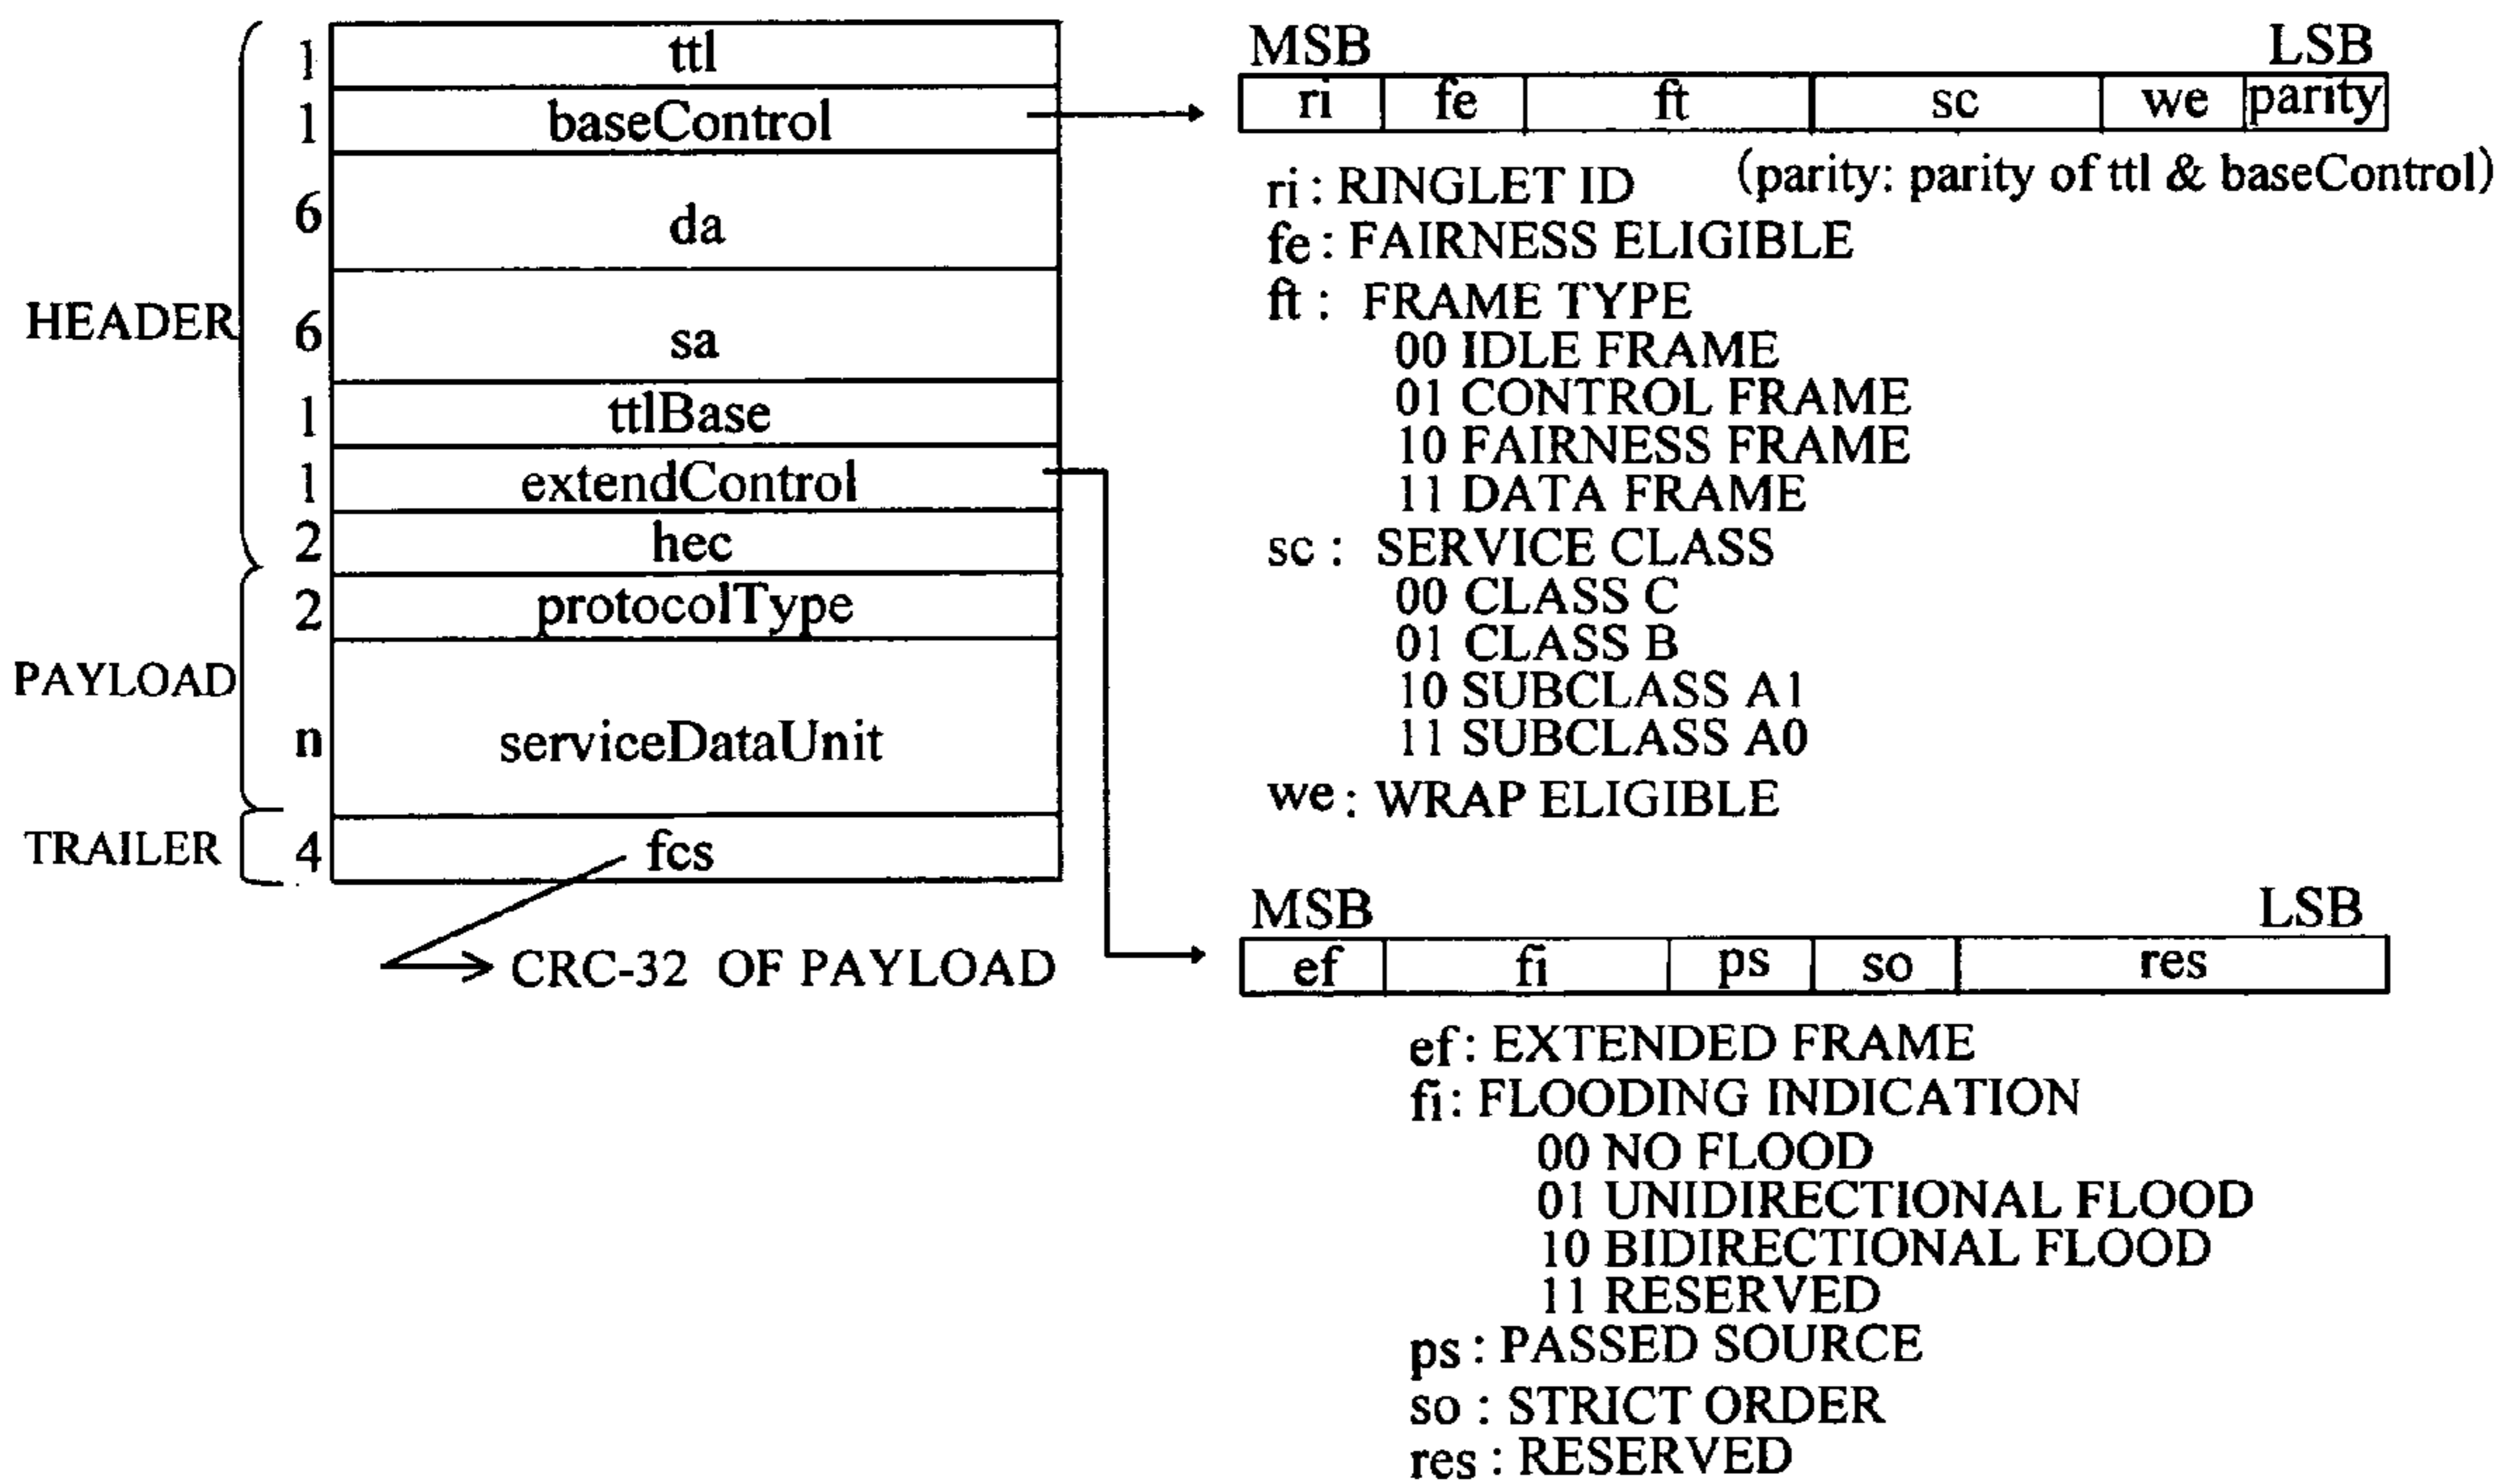 HEADER
PAYLOAD
TRAILER
1 ttl
1 baseControl
6 da
6 sa
1 ttlBase
1 extendControl
2 hec
2 protocolType
n serviceDataUnit
4 fcs
CRC-32 OF PAYLOAD
MSB LSB
ri fe ft sc we parity
(parity: parity of ttl & baseControl)
ri : RINGLET ID
fe : FAIRNESS ELIGIBLE
ft : FRAME TYPE
00 IDLE FRAME
01 CONTROL FRAME
10 FAIRNESS FRAME
11 DATA FRAME
sc : SERVICE CLASS
00 CLASS C
01 CLASS B
10 SUBCLASS A1
11 SUBCLASS A0
we : WRAP ELIGIBLE
MSB LSB
ef fi ps so res
ef : EXTENDED FRAME
fi : FLOODING INDICATION
00 NO FLOOD
01 UNIDIRECTIONAL FLOOD
10 BIDIRECTIONAL FLOOD
11 RESERVED
ps : PASSED SOURCE
so : STRICT ORDER
res : RESERVED